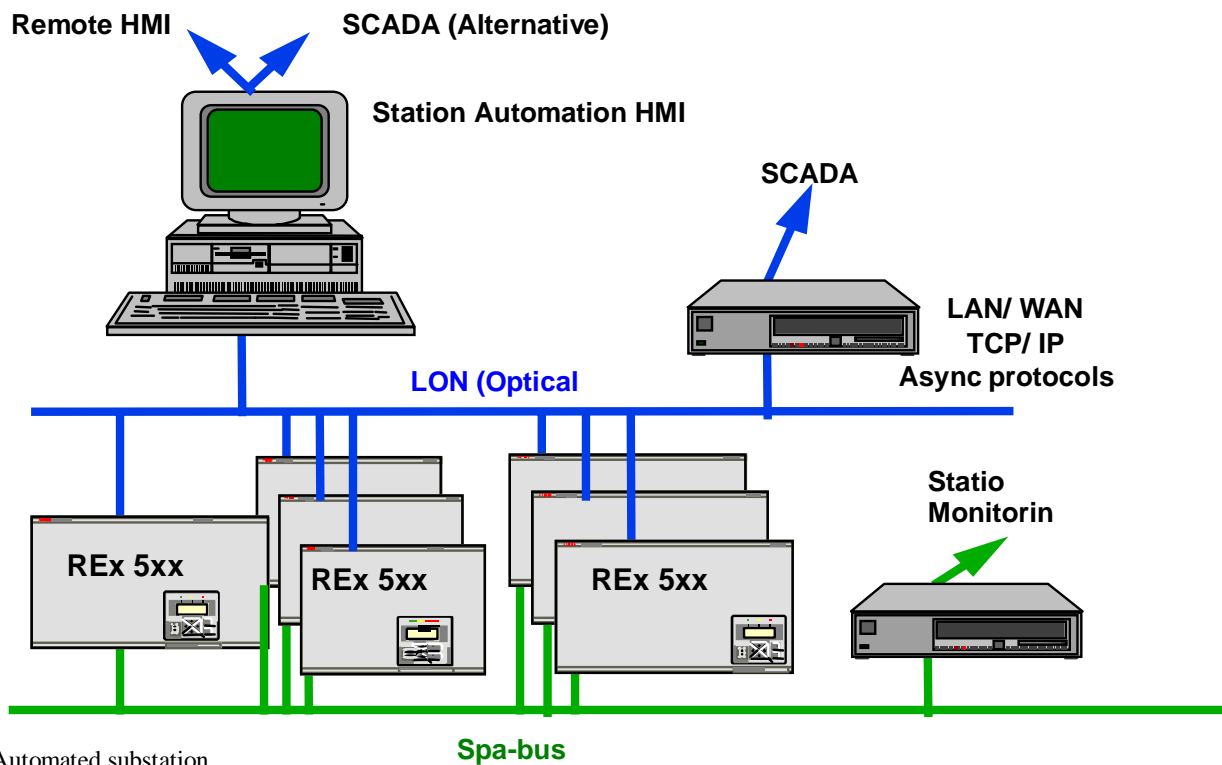 Remote HMI
SCADA (Alternative)
Station Automation HMI
SCADA
LAN/ WAN
TCP/ IP
Async protocols
LON (Optical
Statio
Monitorin
REx 5xx
REx 5xx
REx 5xx
Spa-bus
Automated substation